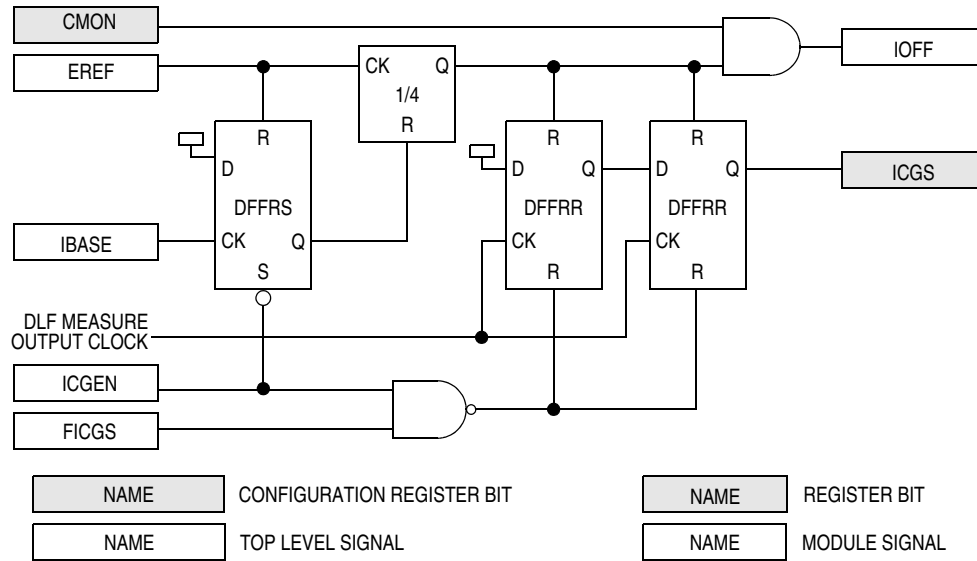 CMON
IOFF
EREF
CK Q
1/4
R
R
R
R
D
D Q
D Q
ICGS
DFFRS
DFFRR
DFFRR
IBASE
CK Q
CK
CK
S
R
R
DLF MEASURE
OUTPUT CLOCK
ICGEN
FICGS
NAME CONFIGURATION REGISTER BIT
NAME REGISTER BIT
NAME TOP LEVEL SIGNAL
NAME MODULE SIGNAL